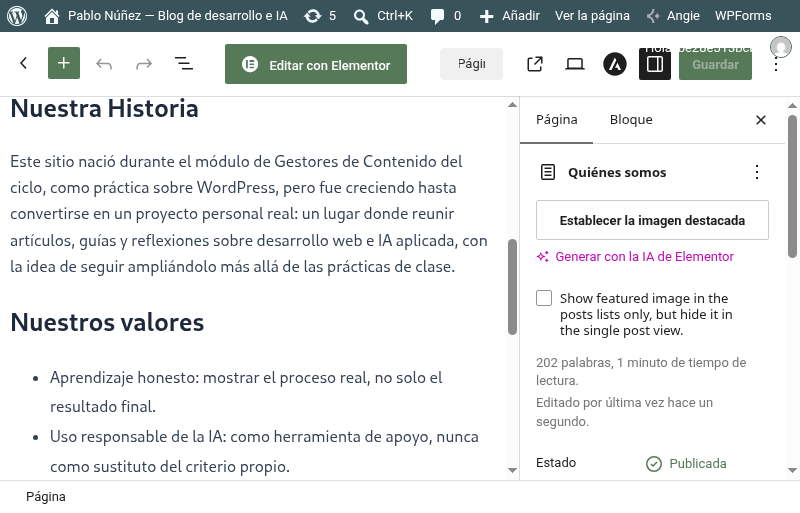 Pablo Núñez — Blog de desarrollo e IA 5 Ctrl+K 0 Añadir Ver la página Angie WPForms
Editar con Elementor Págin Guardar
Nuestra Historia
Este sitio nació durante el módulo de Gestores de Contenido del
ciclo, como práctica sobre WordPress, pero fue creciendo hasta
convertirse en un proyecto personal real: un lugar donde reunir
artículos, guías y reflexiones sobre desarrollo web e IA aplicada, con
la idea de seguir ampliándolo más allá de las prácticas de clase.
Nuestros valores
Aprendizaje honesto: mostrar el proceso real, no solo el
resultado final.
Uso responsable de la IA: como herramienta de apoyo, nunca
como sustituto del criterio propio.
Página Bloque
Quiénes somos
Establecer la imagen destacada
Generar con la IA de Elementor
Show featured image in the
posts lists only, but hide it in
the single post view.
202 palabras, 1 minuto de tiempo de
lectura.
Editado por última vez hace un
segundo.
Estado Publicada
Página